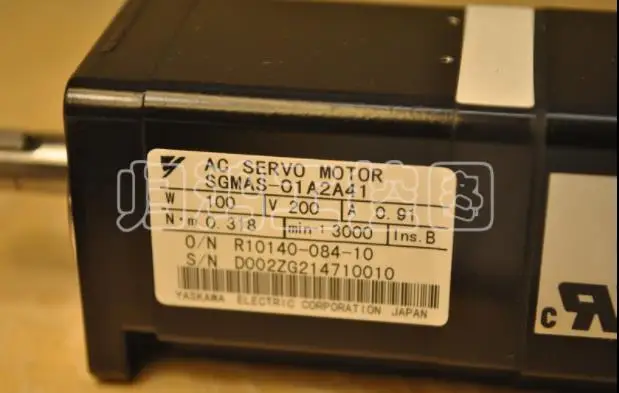 AC SERVO MOTOR
SGMAS-01A2A41
W 100 V 200 A 0.91
N·m 0.318 min⁻¹ 3000 Ins. B
O/N R10140-084-10
S/N D002ZG214710010
YASKAWA ELECTRIC CORPORATION JAPAN
c